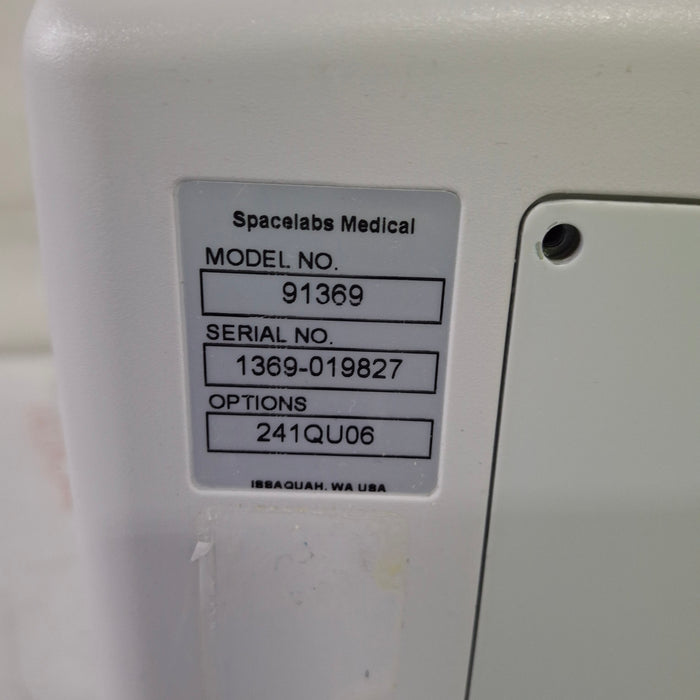 Spacelabs Medical
MODEL NO.
91369
SERIAL NO.
1369-019827
OPTIONS
241QU06
ISSAQUAH, WA USA